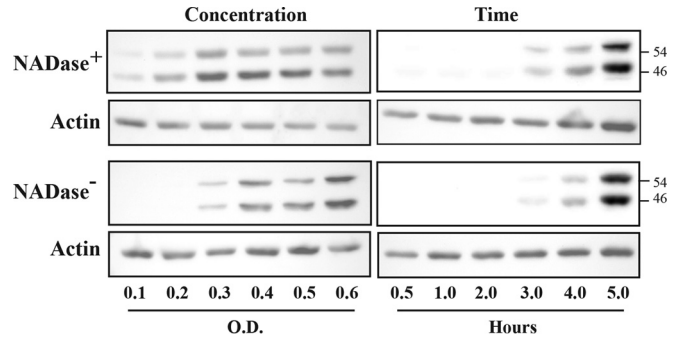 Concentration Time
NADase+ 54
46
Actin
NADase- 54
46
Actin
0.1 0.2 0.3 0.4 0.5 0.6 0.5 1.0 2.0 3.0 4.0 5.0
O.D. Hours